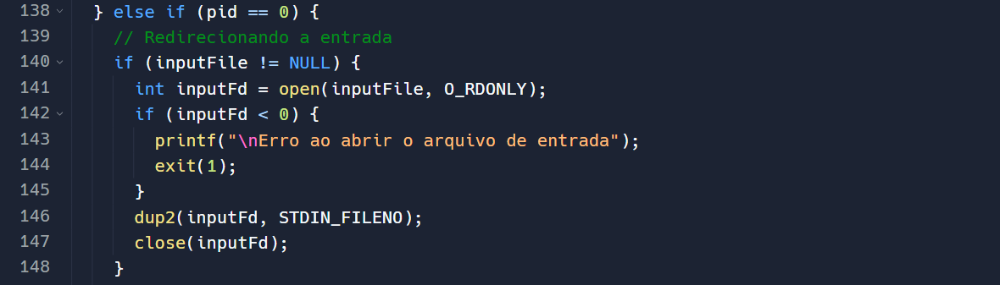 138 } else if (pid == 0) {
139 // Redirecionando a entrada
140 if (inputFile != NULL) {
141 int inputFd = open(inputFile, O_RDONLY);
142 if (inputFd < 0) {
143 printf("\nErro ao abrir o arquivo de entrada");
144 exit(1);
145 }
146 dup2(inputFd, STDIN_FILENO);
147 close(inputFd);
148 }